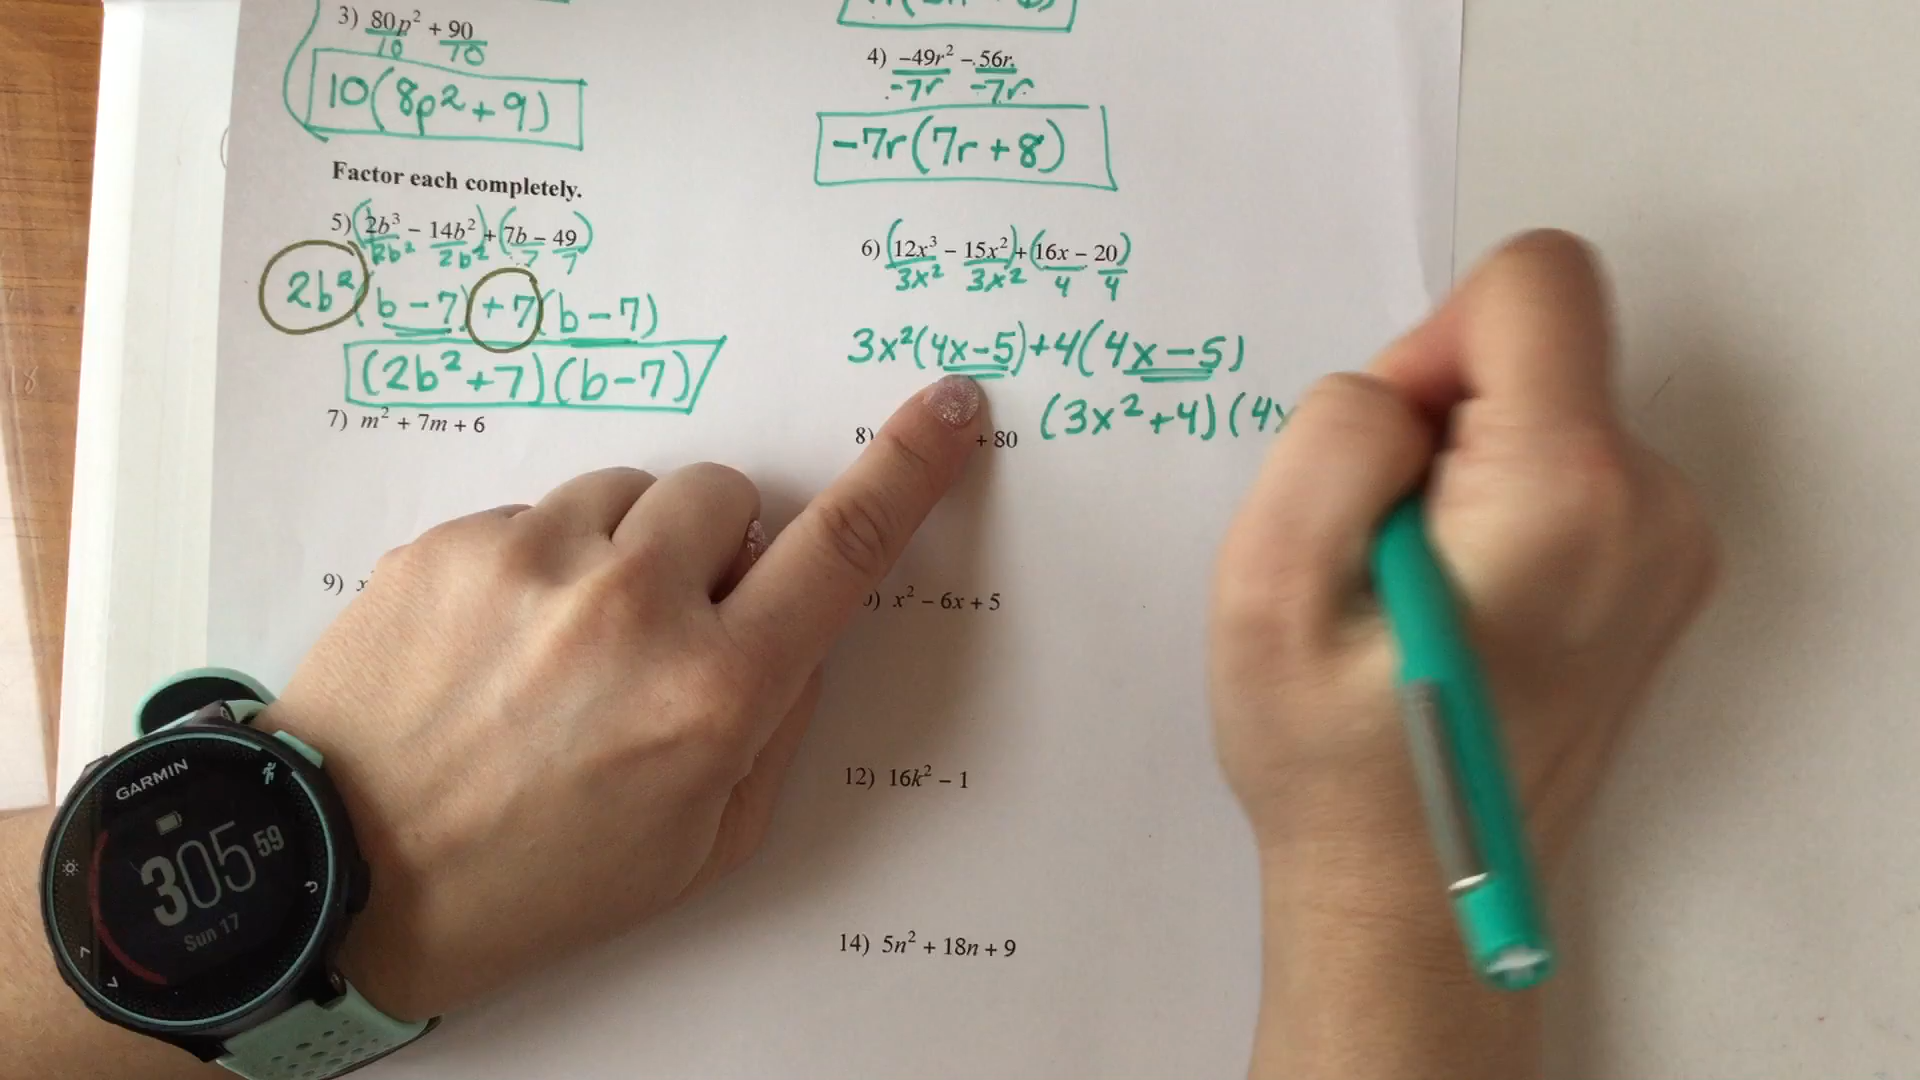 3) 80p² + 90
10 10
10(8p²+9)
4) -49r² - 56r
-7r -7r
-7r(7r+8)
Factor each completely.
5) (2b³ - 14b²)+(7b - 49)
2b² 2b² 7 7
2b²(b-7)+7(b-7)
(2b²+7)(b-7)
6) (12x³ - 15x²)+(16x - 20)
3x² 3x² 4 4
3x²(4x-5)+4(4x-5)
(3x²+4)(4x
7) m² + 7m + 6
8) + 80
9) x
) x² - 6x + 5
12) 16k² - 1
14) 5n² + 18n + 9
GARMIN
305 59
Sun 17